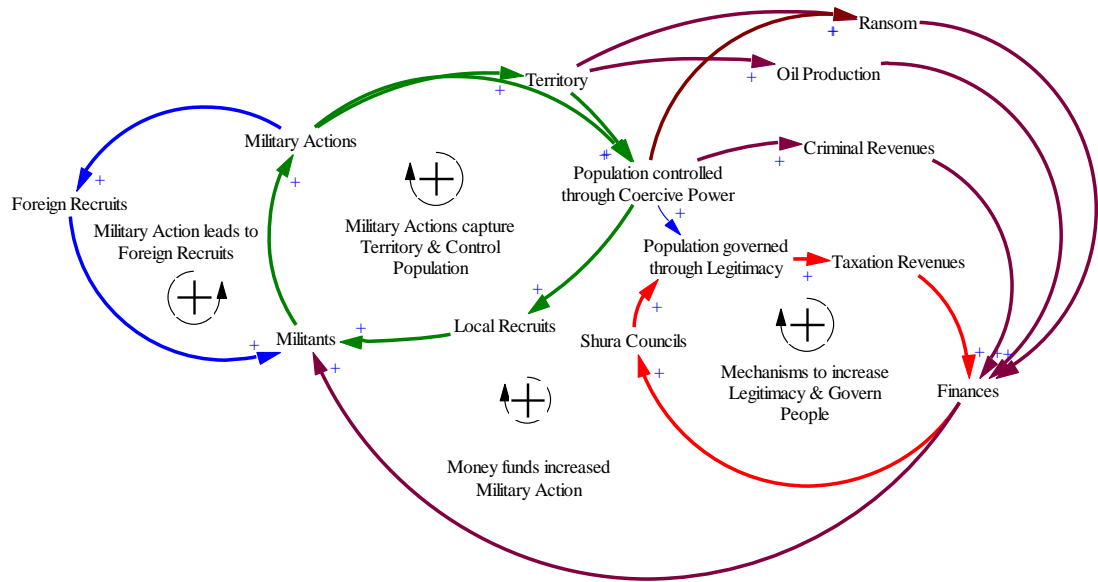 Ransom
Territory
Oil Production
Military Actions
Criminal Revenues
Population controlled
through Coercive Power
Foreign Recruits
Military Action leads to
Foreign Recruits
Military Actions capture
Territory & Control
Population
Population governed
through Legitimacy
Taxation Revenues
Local Recruits
Militants
Shura Councils
Mechanisms to increase
Legitimacy & Govern
People
Finances
Money funds increased
Military Action